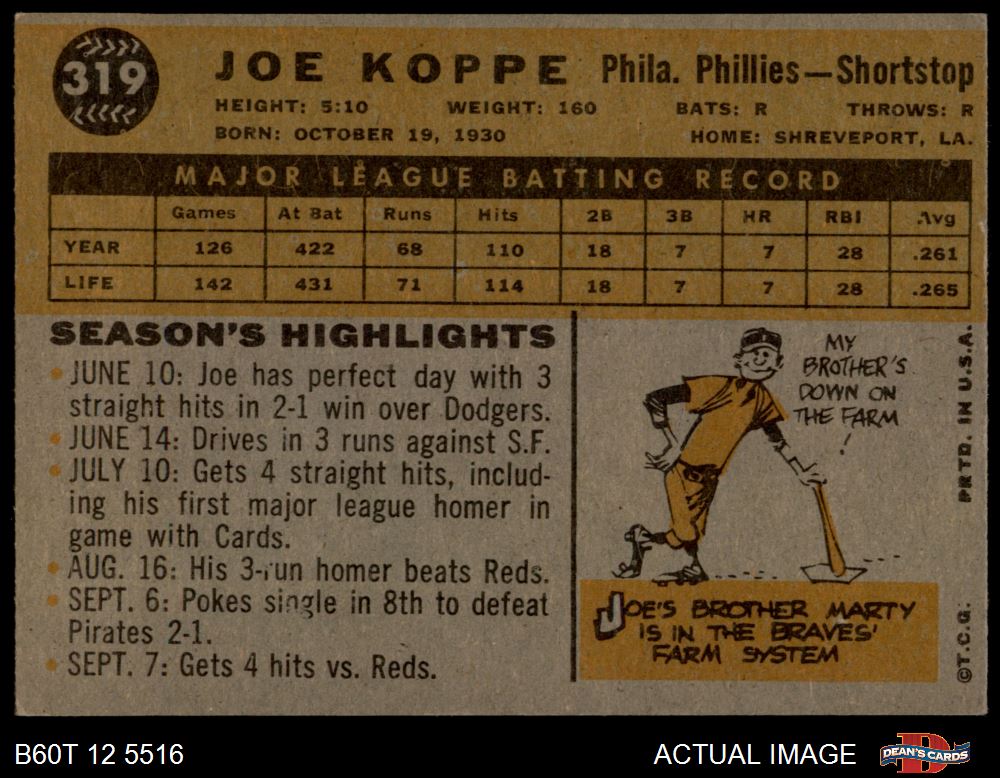 319
JOE KOPPE Phila. Phillies—Shortstop
HEIGHT: 5:10 WEIGHT: 160 BATS: R THROWS: R
BORN: OCTOBER 19, 1930 HOME: SHREVEPORT, LA.
MAJOR LEAGUE BATTING RECORD
Games At Bat Runs Hits 2B 3B HR RBI Avg
YEAR 126 422 68 110 18 7 7 28 .261
LIFE 142 431 71 114 18 7 7 28 .265
SEASON'S HIGHLIGHTS
• JUNE 10: Joe has perfect day with 3
straight hits in 2-1 win over Dodgers.
• JUNE 14: Drives in 3 runs against S.F.
• JULY 10: Gets 4 straight hits, includ-
ing his first major league homer in
game with Cards.
• AUG. 16: His 3-run homer beats Reds.
• SEPT. 6: Pokes single in 8th to defeat
Pirates 2-1.
• SEPT. 7: Gets 4 hits vs. Reds.
MY
BROTHER'S
DOWN ON
THE FARM
!
JOE'S BROTHER MARTY
IS IN THE BRAVES'
FARM SYSTEM
©T.C.G. PRTD. IN U.S.A.
B60T 12 5516 ACTUAL IMAGE
D
DEAN'S CARDS